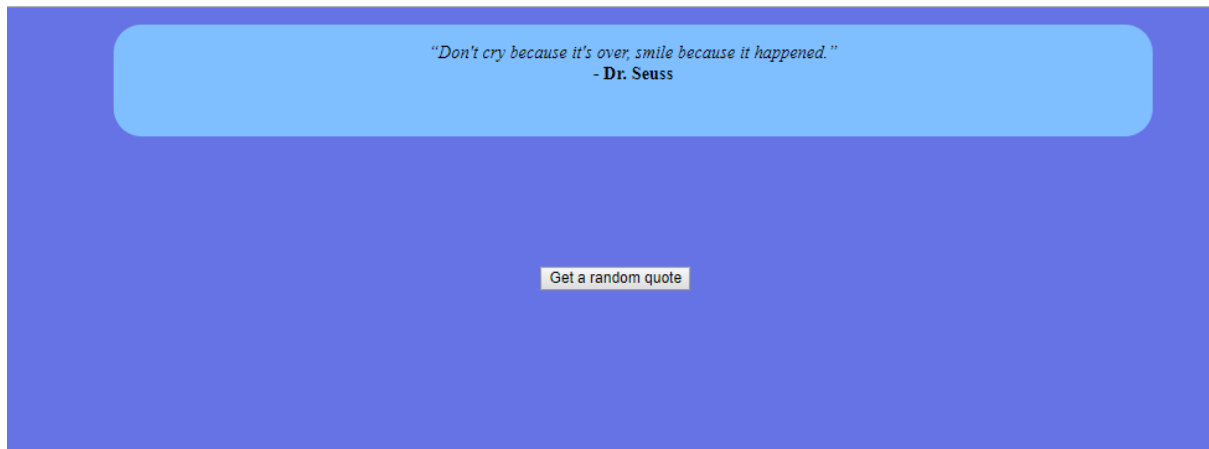 “Don't cry because it's over, smile because it happened.”
- Dr. Seuss
Get a random quote